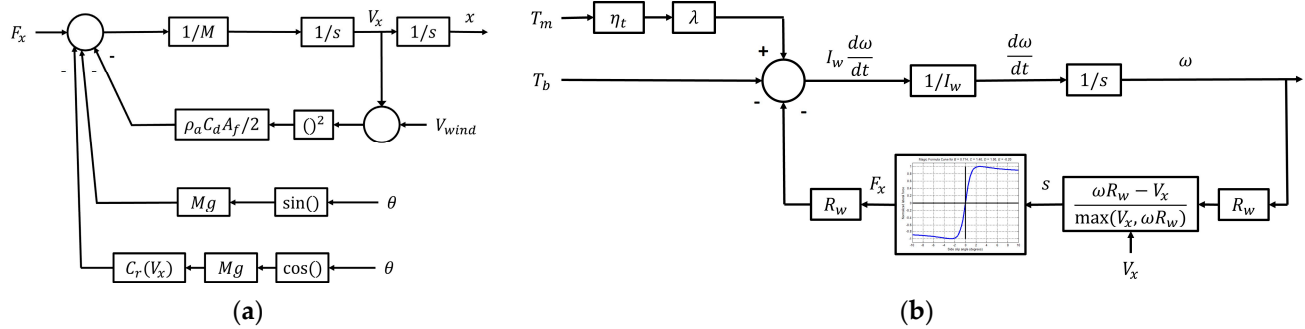 F_x
1/M
1/s
V_x
1/s
x
-
-
-
ρ_a C_d A_f/2
()²
V_wind
Mg
sin()
θ
C_r(V_x)
Mg
cos()
θ
(a)
T_m
η_t
λ
+
T_b
-
-
I_w dω/dt
1/I_w
dω/dt
1/s
ω
R_w
F_x
s
ωR_w − V_x
max(V_x, ωR_w)
R_w
V_x
(b)